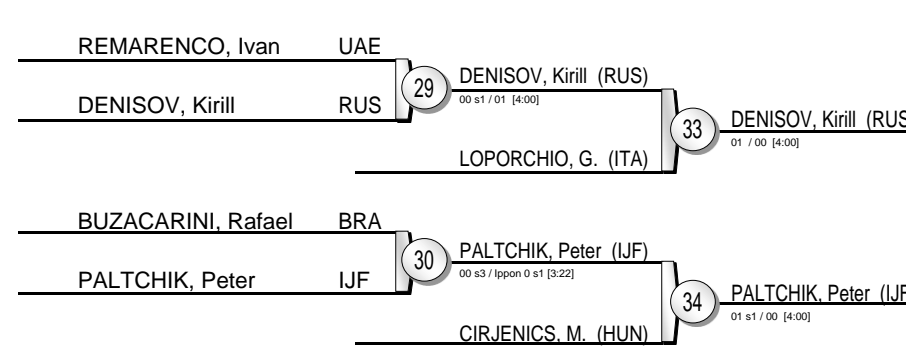 REMARENCO, Ivan UAE
29
DENISOV, Kirill (RUS)
00 s1 / 01 [4:00]
DENISOV, Kirill RUS
33
DENISOV, Kirill (RUS
01 / 00 [4:00]
LOPORCHIO, G. (ITA)
BUZACARINI, Rafael BRA
30
PALTCHIK, Peter (IJF)
00 s3 / Ippon 0 s1 [3:22]
PALTCHIK, Peter IJF
34
PALTCHIK, Peter (IJF
01 s1 / 00 [4:00]
CIRJENICS, M. (HUN)